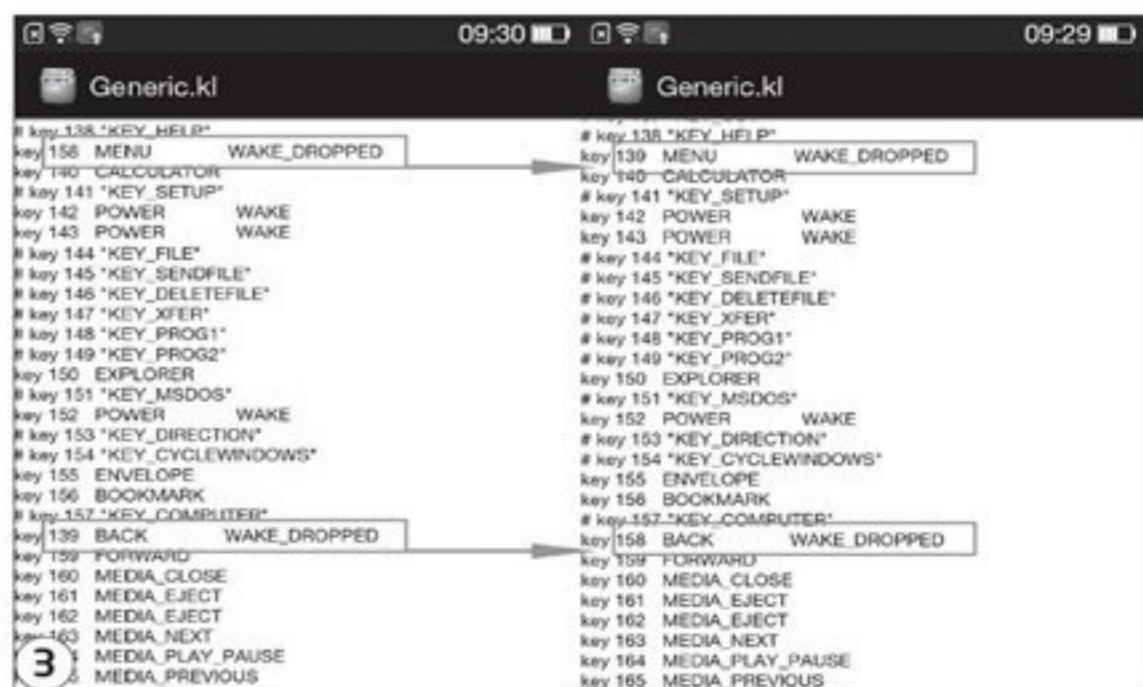 09:30
Generic.kl
# key 138 "KEY_HELP"
key 158 MENU WAKE_DROPPED
key 140 CALCULATOR
# key 141 "KEY_SETUP"
key 142 POWER WAKE
key 143 POWER WAKE
# key 144 "KEY_FILE"
# key 145 "KEY_SENDFILE"
# key 146 "KEY_DELETEFILE"
# key 147 "KEY_XFER"
# key 148 "KEY_PROG1"
# key 149 "KEY_PROG2"
key 150 EXPLORER
# key 151 "KEY_MSDOS"
key 152 POWER WAKE
# key 153 "KEY_DIRECTION"
# key 154 "KEY_CYCLEWINDOWS"
key 155 ENVELOPE
key 156 BOOKMARK
# key 157 "KEY_COMPUTER"
key 139 BACK WAKE_DROPPED
key 159 FORWARD
key 160 MEDIA_CLOSE
key 161 MEDIA_EJECT
key 162 MEDIA_EJECT
key 163 MEDIA_NEXT
MEDIA_PLAY_PAUSE
5 MEDIA_PREVIOUS
3
09:29
Generic.kl
# key 138 "KEY_HELP"
key 139 MENU WAKE_DROPPED
key 140 CALCULATOR
# key 141 "KEY_SETUP"
key 142 POWER WAKE
key 143 POWER WAKE
# key 144 "KEY_FILE"
# key 145 "KEY_SENDFILE"
# key 146 "KEY_DELETEFILE"
# key 147 "KEY_XFER"
# key 148 "KEY_PROG1"
# key 149 "KEY_PROG2"
key 150 EXPLORER
# key 151 "KEY_MSDOS"
key 152 POWER WAKE
# key 153 "KEY_DIRECTION"
# key 154 "KEY_CYCLEWINDOWS"
key 155 ENVELOPE
key 156 BOOKMARK
# key 157 "KEY_COMPUTER"
key 158 BACK WAKE_DROPPED
key 159 FORWARD
key 160 MEDIA_CLOSE
key 161 MEDIA_EJECT
key 162 MEDIA_EJECT
key 163 MEDIA_NEXT
key 164 MEDIA_PLAY_PAUSE
key 165 MEDIA_PREVIOUS